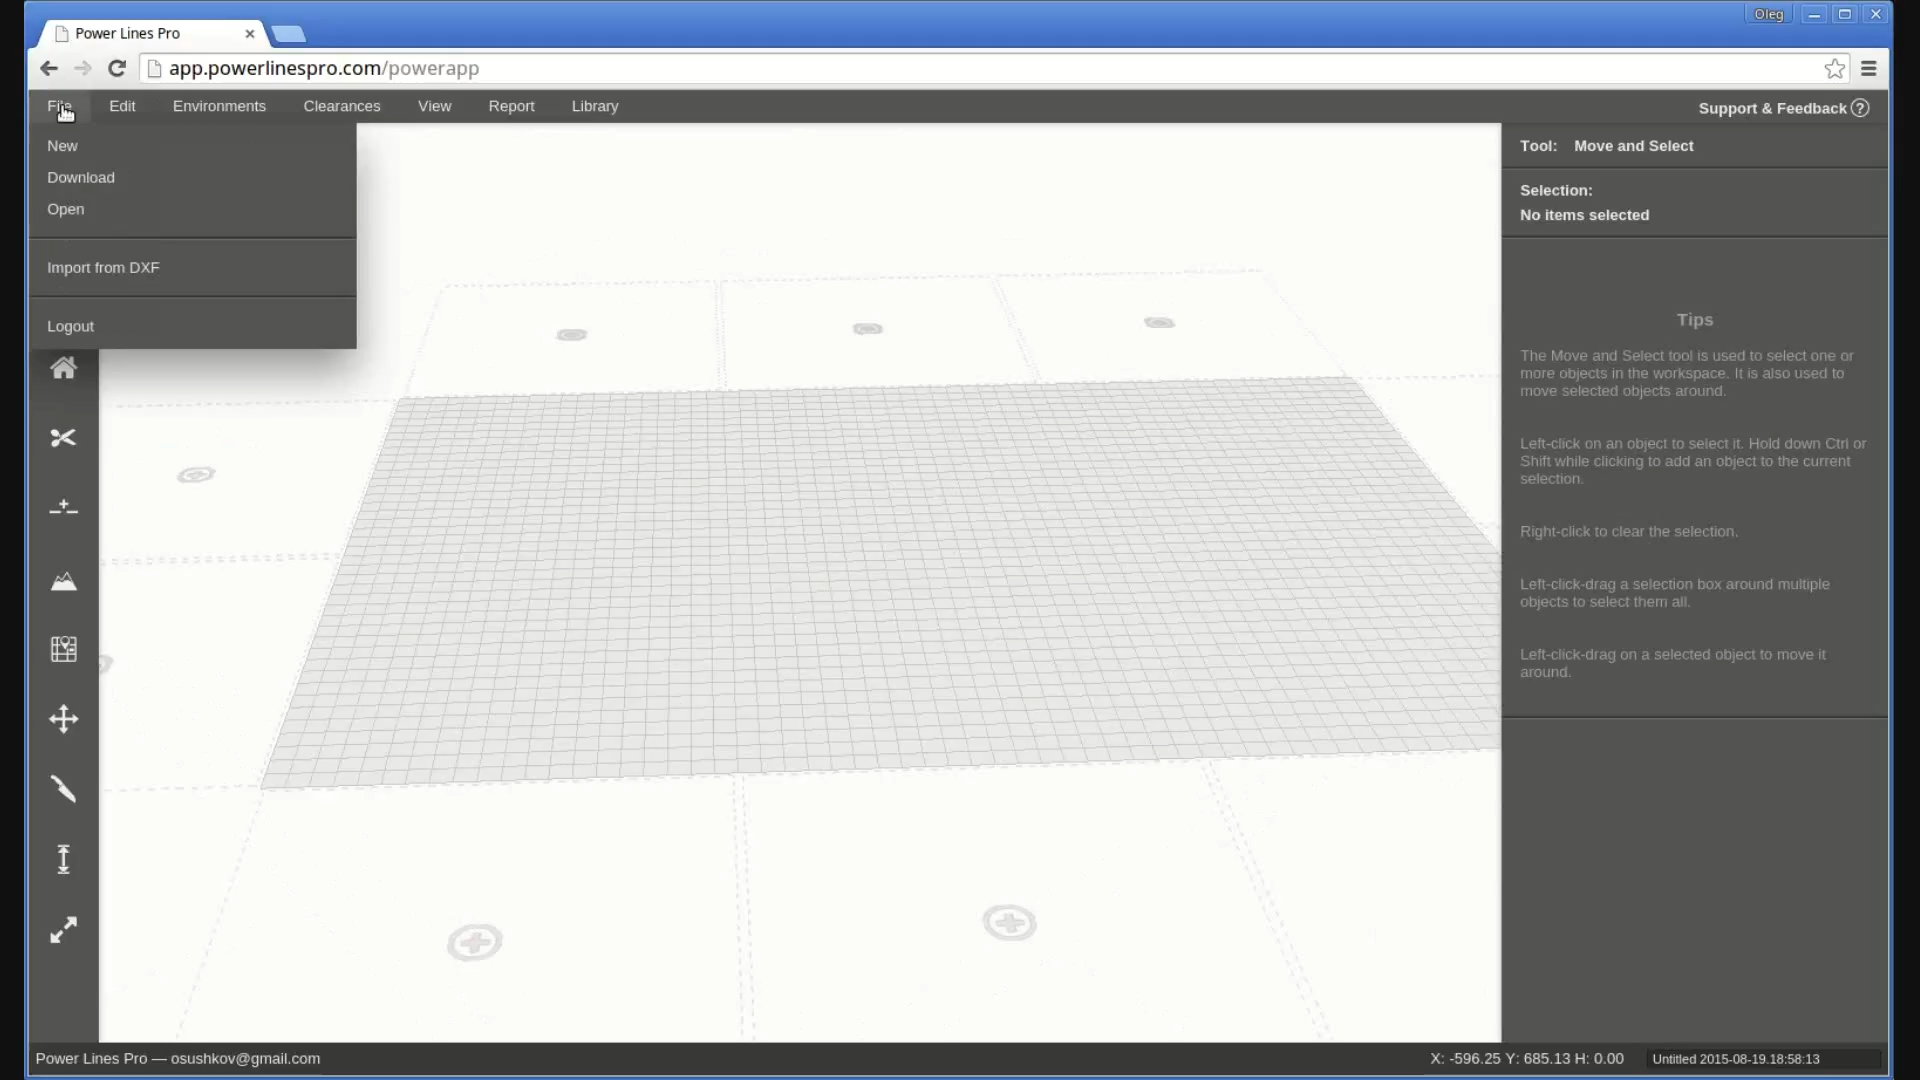 Power Lines Pro
Oleg
app.powerlinespro.com/powerapp
File Edit Environments Clearances View Report Library
Support & Feedback ?
New
Download
Open
Import from DXF
Logout
Tool: Move and Select
Selection:
No items selected
Tips
The Move and Select tool is used to select one or
more objects in the workspace. It is also used to
move selected objects around.
Left-click on an object to select it. Hold down Ctrl or
Shift while clicking to add an object to the current
selection.
Right-click to clear the selection.
Left-click-drag a selection box around multiple
objects to select them all.
Left-click-drag on a selected object to move it
around.
Power Lines Pro — osushkov@gmail.com
X: -596.25 Y: 685.13 H: 0.00
Untitled 2015-08-19.18:58:13